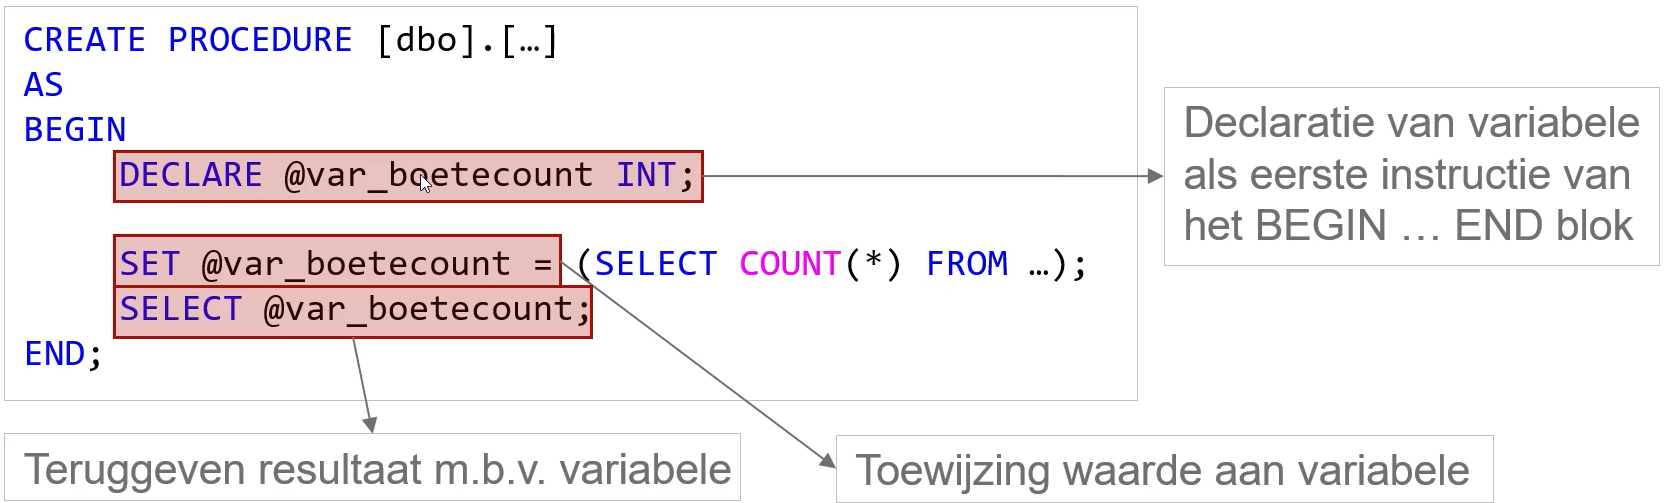 CREATE PROCEDURE [dbo].[…]
AS
BEGIN
DECLARE @var_boetecount INT;
SET @var_boetecount = (SELECT COUNT(*) FROM …);
SELECT @var_boetecount;
END;
Declaratie van variabele
als eerste instructie van
het BEGIN … END blok
Teruggeven resultaat m.b.v. variabele
Toewijzing waarde aan variabele